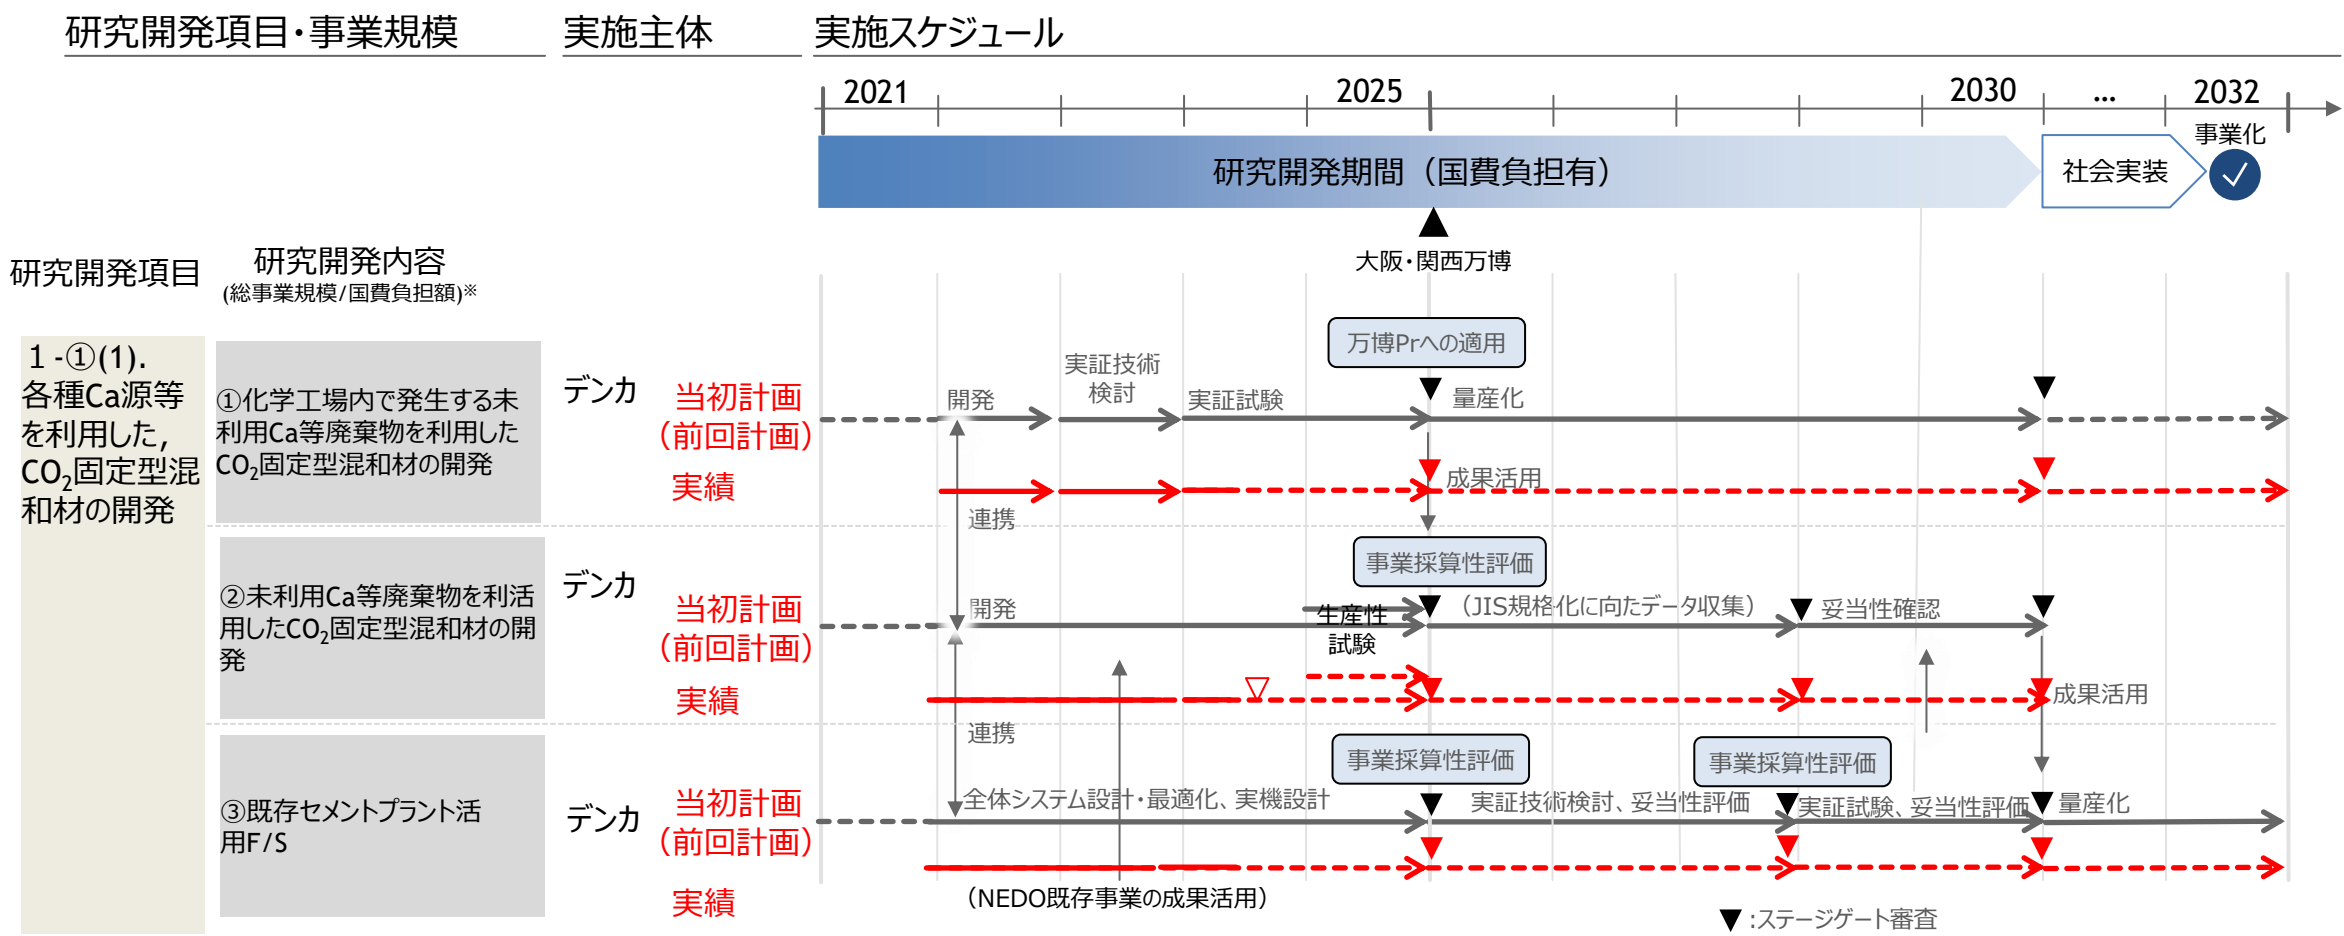 研究開発項目・事業規模
実施主体
実施スケジュール
2021
2025
2030
…
2032
事業化
研究開発期間（国費負担有）
社会実装
大阪・関西万博
研究開発項目
研究開発内容
(総事業規模/国費負担額)※
１-①(1).
各種Ca源等
を利用した,
CO₂固定型混
和材の開発
①化学工場内で発生する未
利用Ca等廃棄物を利用した
CO₂固定型混和材の開発
デンカ
当初計画
（前回計画）
実績
開発
実証技術
検討
実証試験
万博Prへの適用
量産化
成果活用
連携
②未利用Ca等廃棄物を利活
用したCO₂固定型混和材の開
発
デンカ
当初計画
（前回計画）
実績
開発
事業採算性評価
生産性
試験
（JIS規格化に向たデータ収集）
妥当性確認
成果活用
連携
③既存セメントプラント活
用F/S
デンカ
当初計画
（前回計画）
実績
全体システム設計・最適化、実機設計
事業採算性評価
実証技術検討、妥当性評価
事業採算性評価
実証試験、妥当性評価
量産化
（NEDO既存事業の成果活用）
▼:ステージゲート審査